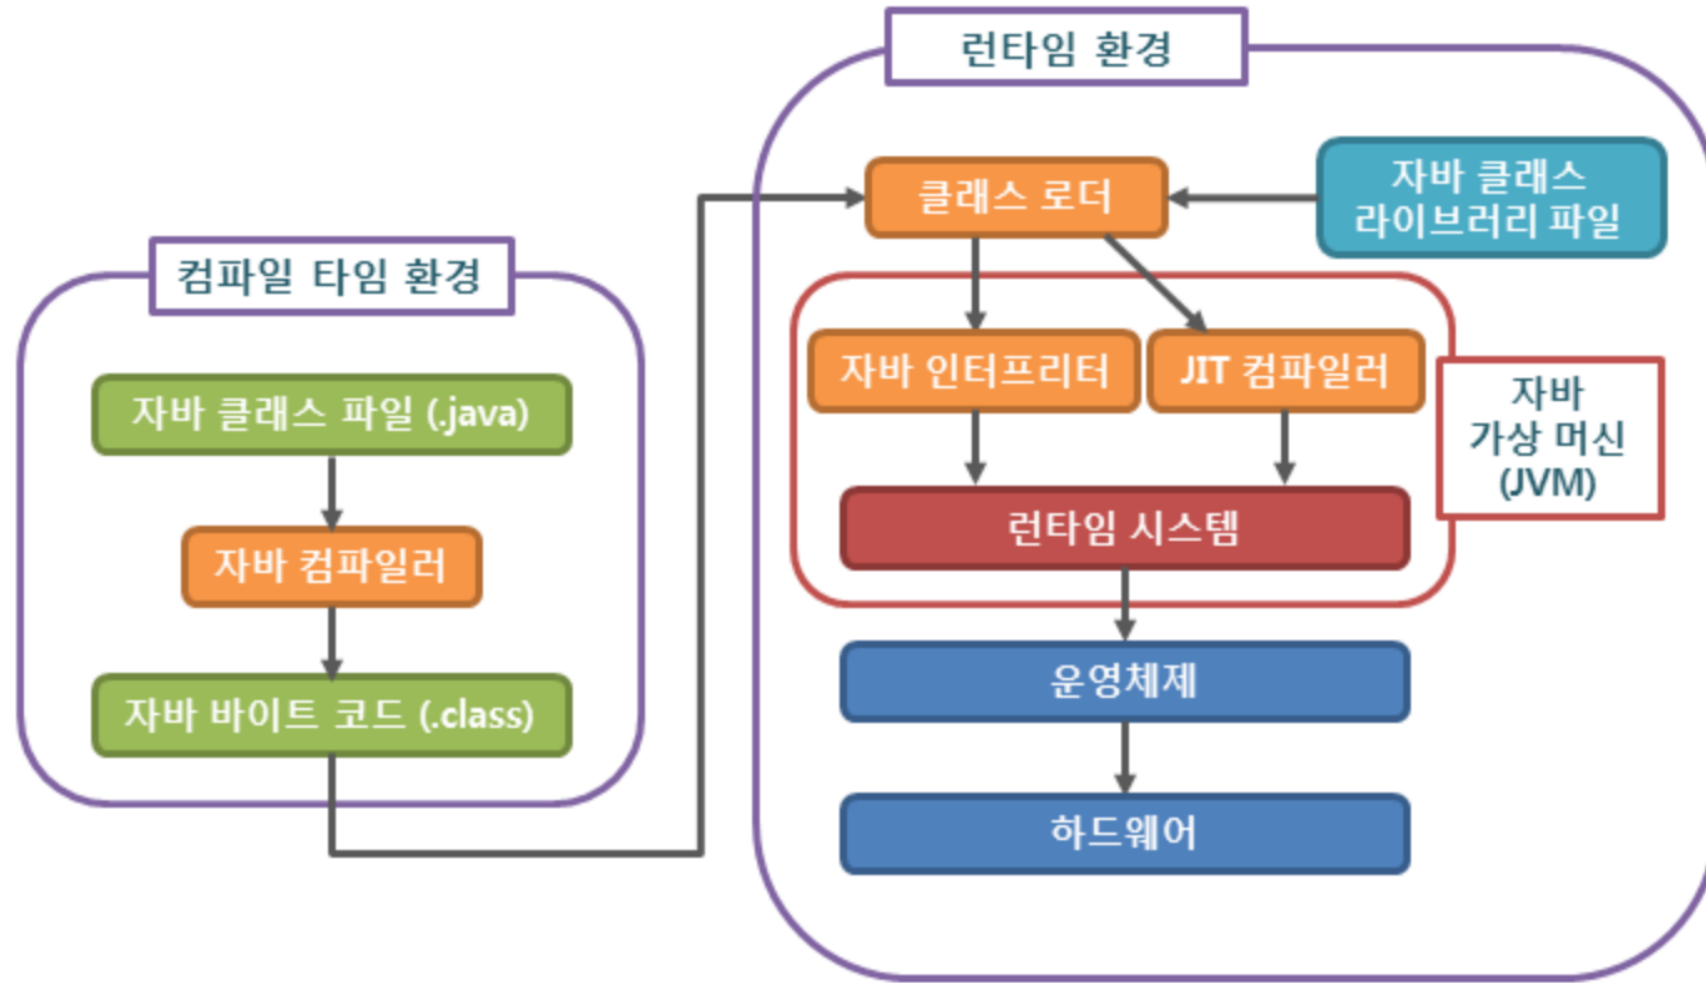 컴파일 타임 환경
자바 클래스 파일 (.java)
자바 컴파일러
자바 바이트 코드 (.class)
런타임 환경
클래스 로더
자바 클래스
라이브러리 파일
자바 인터프리터
JIT 컴파일러
자바
가상 머신
(JVM)
런타임 시스템
운영체제
하드웨어